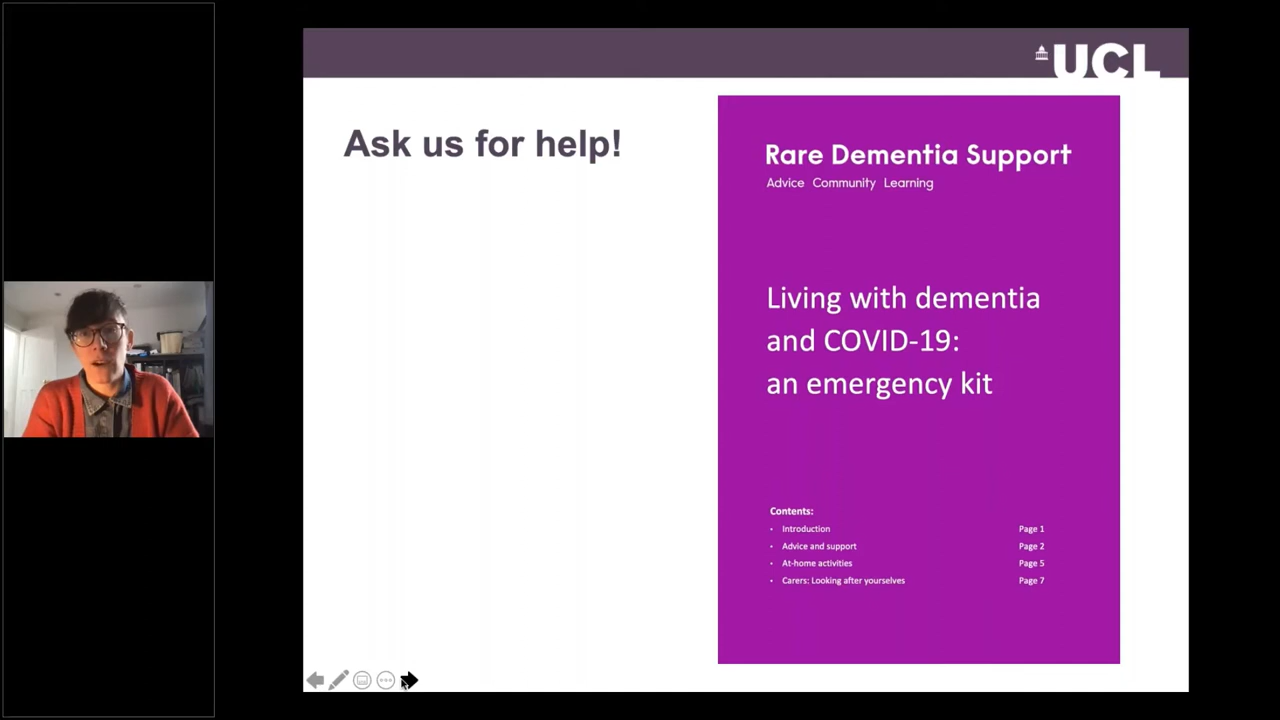 UCL
Ask us for help!
Rare Dementia Support
Advice Community Learning
Living with dementia
and COVID-19:
an emergency kit
Contents:
• Introduction Page 1
• Advice and support Page 2
• At-home activities Page 5
• Carers: Looking after yourselves Page 7